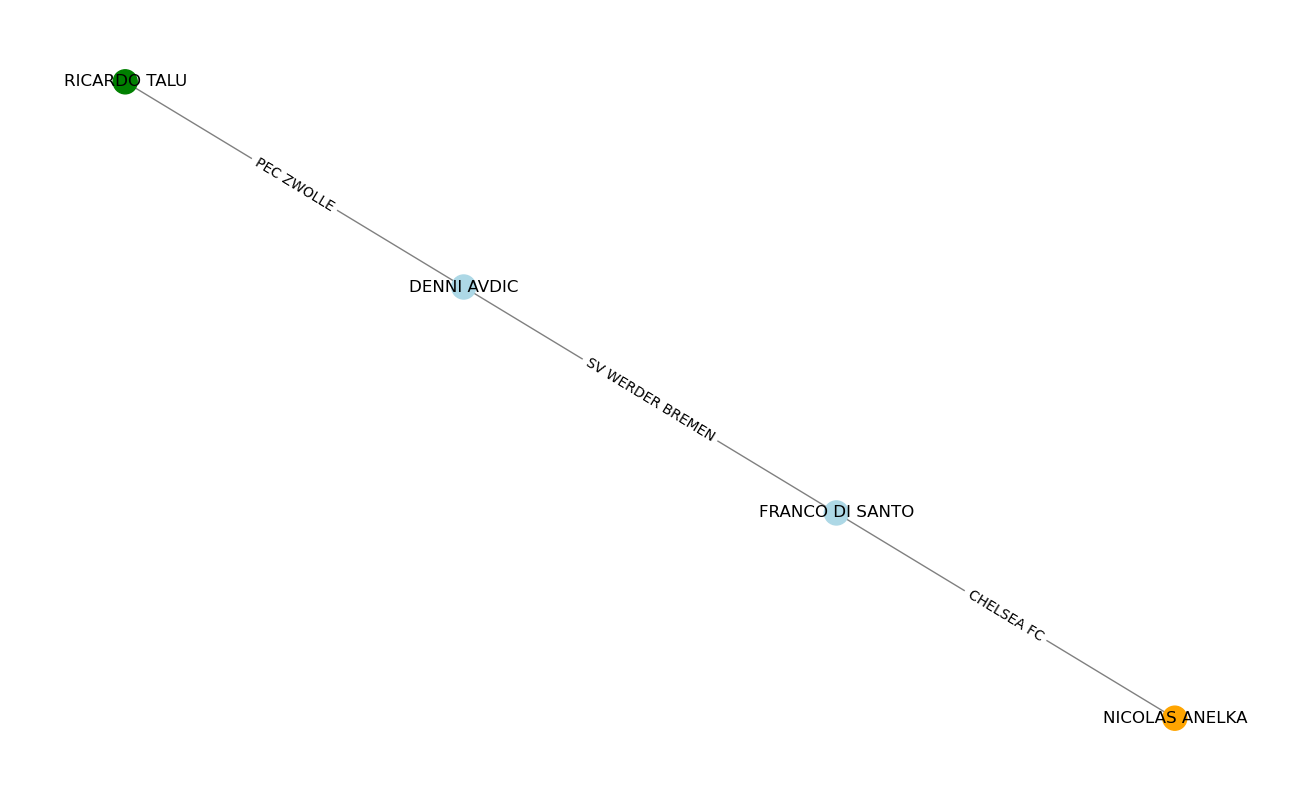 RICARDO TALU
PEC ZWOLLE
DENNI AVDIC
SV WERDER BREMEN
FRANCO DI SANTO
CHELSEA FC
NICOLAS ANELKA